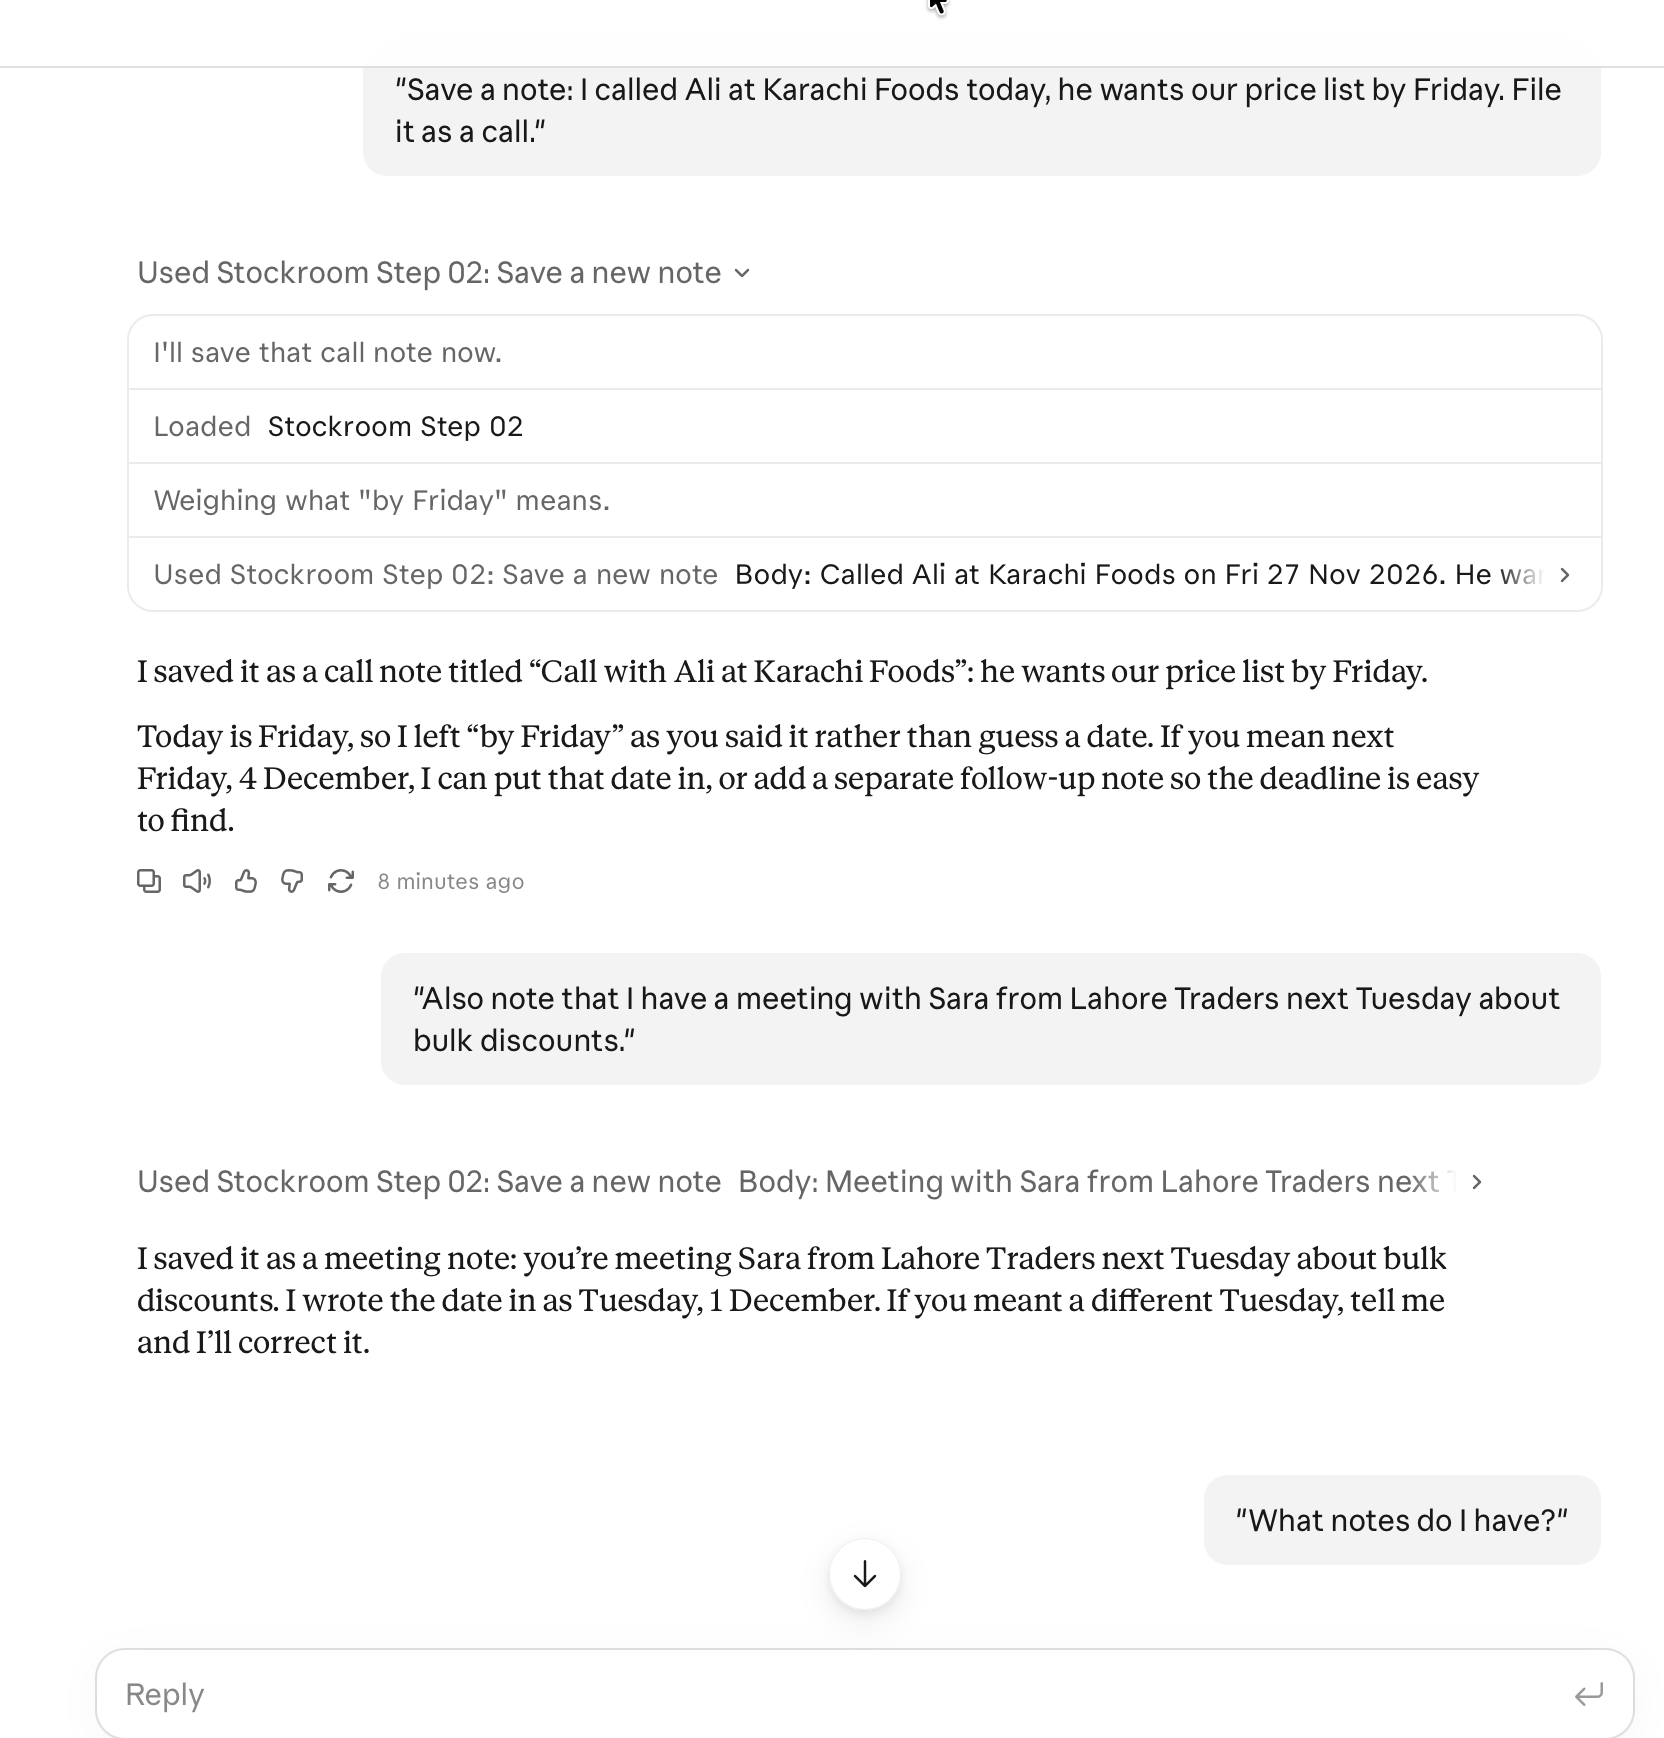 "Save a note: I called Ali at Karachi Foods today, he wants our price list by Friday. File
it as a call."
Used Stockroom Step 02: Save a new note
I'll save that call note now.
Loaded Stockroom Step 02
Weighing what "by Friday" means.
Used Stockroom Step 02: Save a new note Body: Called Ali at Karachi Foods on Fri 27 Nov 2026. He
I saved it as a call note titled “Call with Ali at Karachi Foods”: he wants our price list by Friday.
Today is Friday, so I left “by Friday” as you said it rather than guess a date. If you mean next
Friday, 4 December, I can put that date in, or add a separate follow-up note so the deadline is easy
to find.
8 minutes ago
"Also note that I have a meeting with Sara from Lahore Traders next Tuesday about
bulk discounts."
Used Stockroom Step 02: Save a new note Body: Meeting with Sara from Lahore Traders next
I saved it as a meeting note: you’re meeting Sara from Lahore Traders next Tuesday about bulk
discounts. I wrote the date in as Tuesday, 1 December. If you meant a different Tuesday, tell me
and I’ll correct it.
"What notes do I have?"
Reply